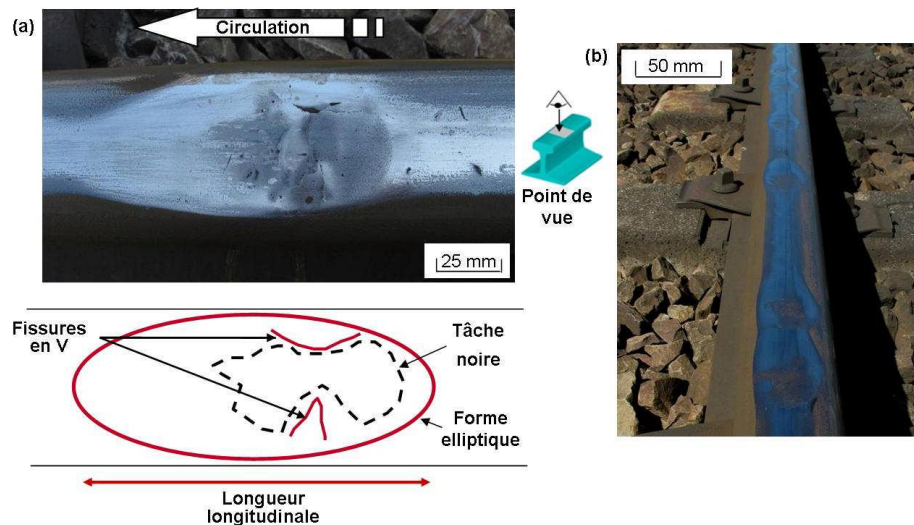 (a)
Circulation
25 mm
Point de
vue
(b)
50 mm
Fissures
en V
Tâche
noire
Forme
elliptique
Longueur
longitudinale